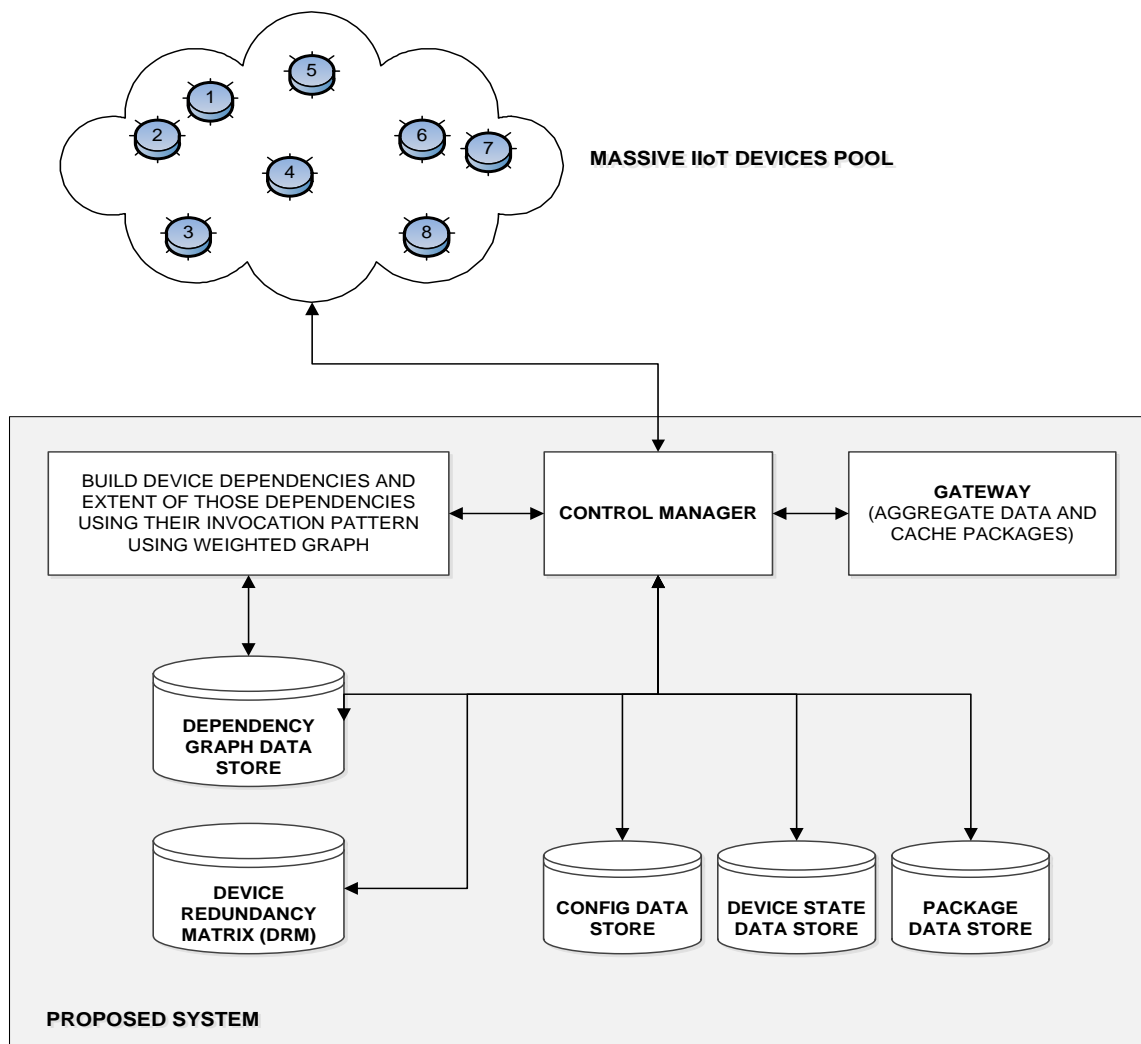 5
1
2
6
7
4
3
8
MASSIVE IIoT DEVICES POOL
BUILD DEVICE DEPENDENCIES AND
EXTENT OF THOSE DEPENDENCIES
USING THEIR INVOCATION PATTERN
USING WEIGHTED GRAPH
CONTROL MANAGER
GATEWAY
(AGGREGATE DATA AND
CACHE PACKAGES)
DEPENDENCY
GRAPH DATA
STORE
DEVICE
REDUNDANCY
MATRIX (DRM)
CONFIG DATA
STORE
DEVICE STATE
DATA STORE
PACKAGE
DATA STORE
PROPOSED SYSTEM